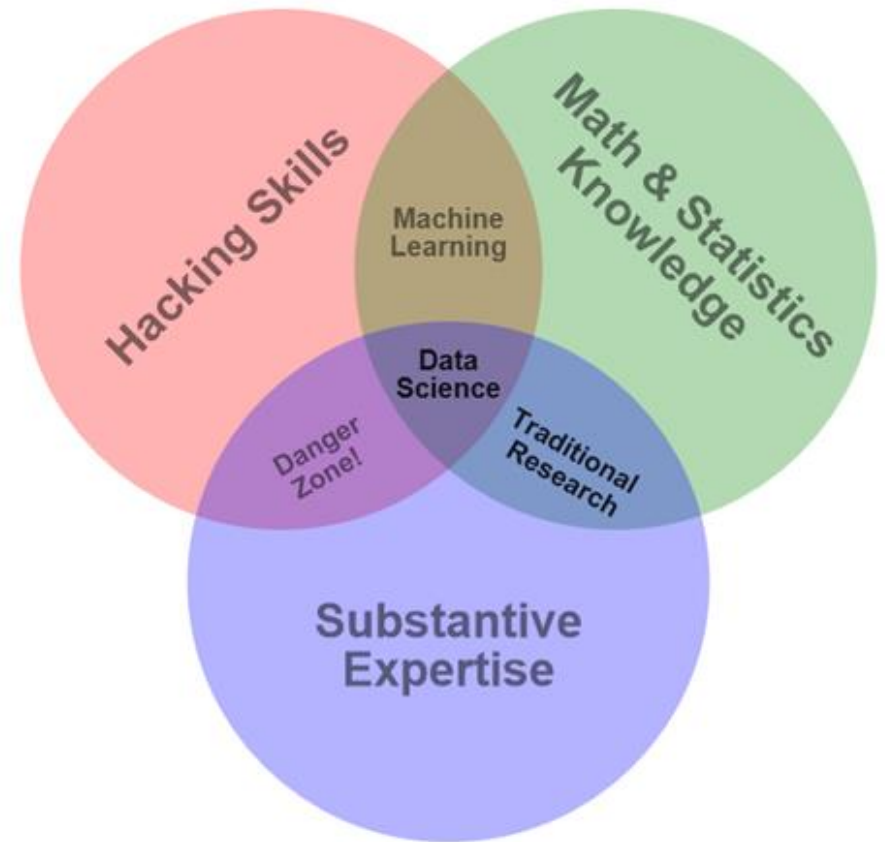 Hacking Skills
Math & Statistics
Knowledge
Machine
Learning
Data
Science
Danger
Zone!
Traditional
Research
Substantive
Expertise